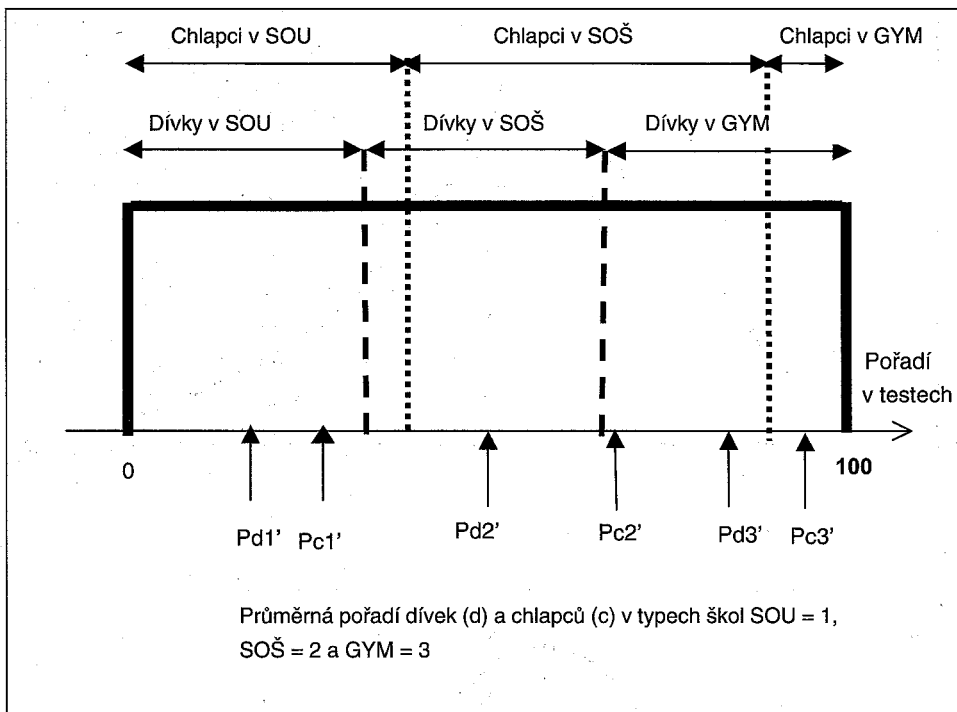 Chlapci v SOU Chlapci v SOŠ Chlapci v GYM
Dívky v SOU Dívky v SOŠ Dívky v GYM
Pořadí
v testech
0 100
Pd1' Pc1' Pd2' Pc2' Pd3' Pc3'
Průměrná pořadí dívek (d) a chlapců (c) v typech škol SOU = 1,
SOŠ = 2 a GYM = 3